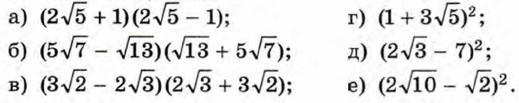 а) (2√5 + 1)(2√5 − 1);
б) (5√7 − √13)(√13 + 5√7);
в) (3√2 − 2√3)(2√3 + 3√2);
г) (1 + 3√5)²;
д) (2√3 − 7)²;
е) (2√10 − √2)².